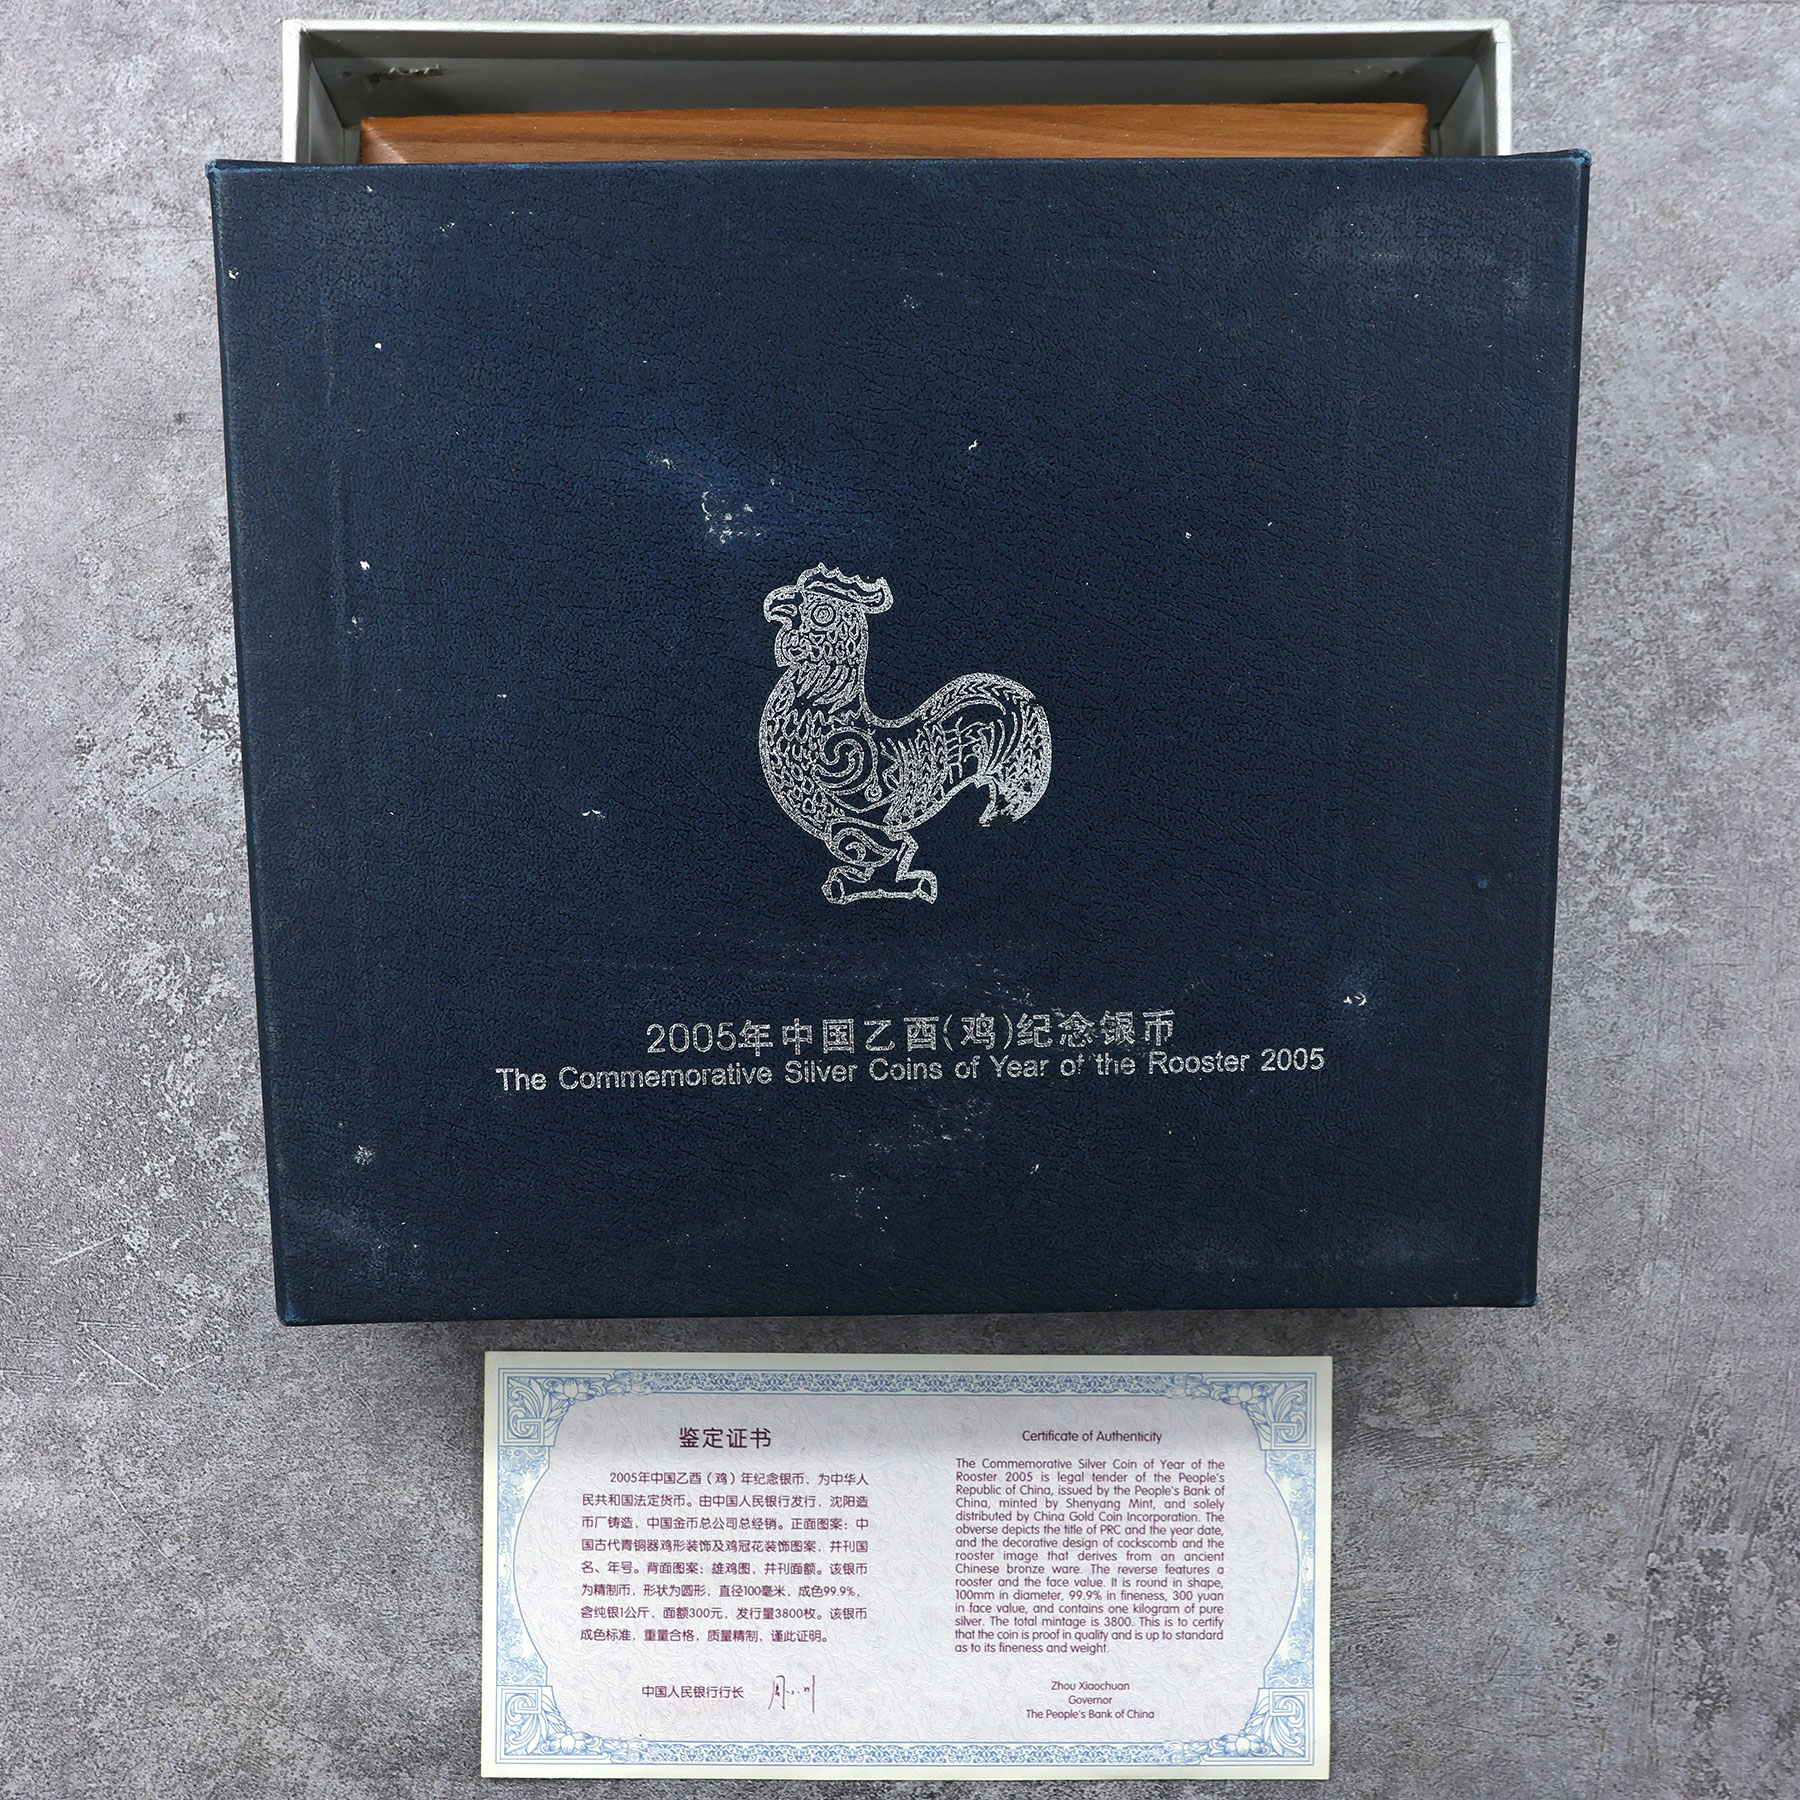 2005年中国乙酉(鸡)纪念银币
The Commemorative Silver Coins of Year of the Rooster 2005
鉴定证书
2005年中国乙酉（鸡）年纪念银币，为中华人
民共和国法定货币。由中国人民银行发行，沈阳造
币厂铸造，中国金币总公司总经销。正面图案：中
国古代青铜器鸡形装饰及鸡冠花装饰图案，并刊国
名、年号。背面图案：雄鸡图，并刊面额。该银币
为精制币，形状为圆形，直径100毫米，成色99.9%，
含纯银1公斤，面额300元，发行量3800枚。该银币
成色标准，重量合格，质量精制，谨此证明。
中国人民银行行长
Certificate of Authenticity
The Commemorative Silver Coin of Year of the
Rooster 2005 is legal tender of the People's
Republic of China, issued by the People's Bank of
China, minted by Shenyang Mint, and solely
distributed by China Gold Coin Incorporation. The
obverse depicts the title of PRC and the year date,
and the decorative design of cockscomb and the
rooster image that derives from an ancient
Chinese bronze ware. The reverse features a
rooster and the face value. It is round in shape,
100mm in diameter, 99.9% in fineness, 300 yuan
in face value, and contains one kilogram of pure
silver. The total mintage is 3800. This is to certify
that the coin is proof in quality and is up to standard
as to its fineness and weight.
Zhou Xiaochuan
Governor
The People's Bank of China